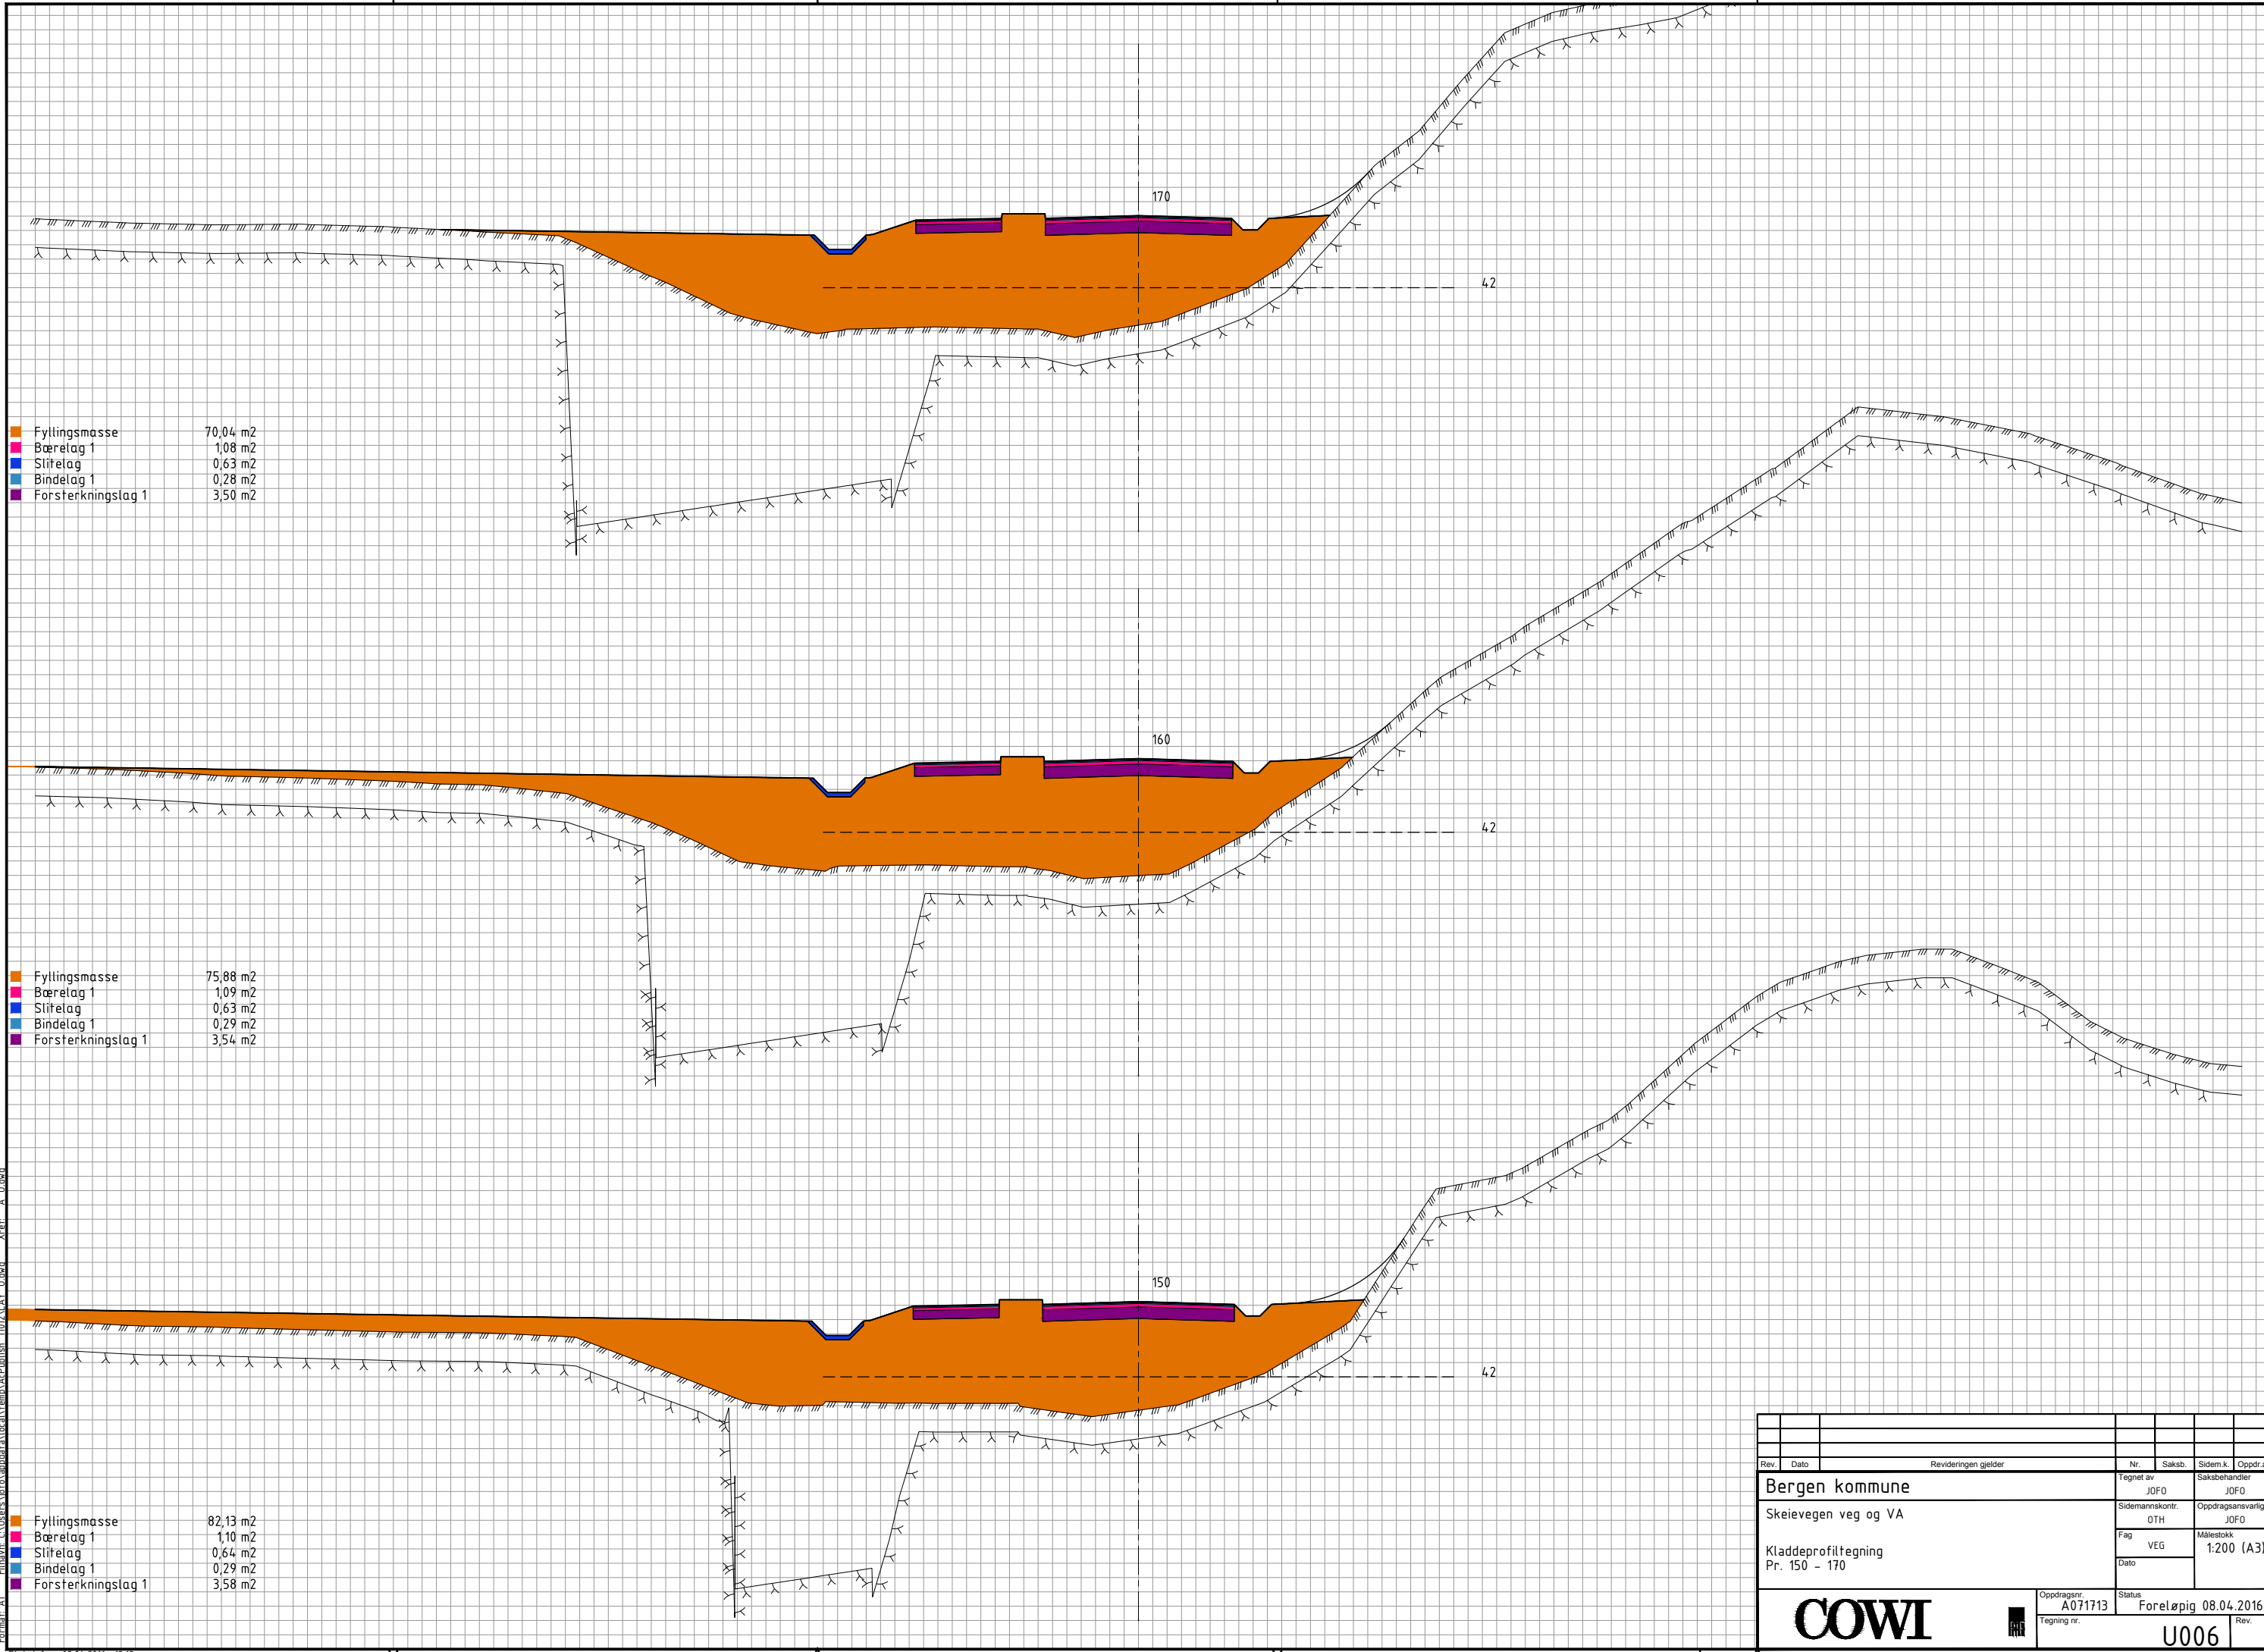 170
42
Fyllingsmasse 70,04 m2
Bærelag 1 1,08 m2
Slitelag 0,63 m2
Bindelag 1 0,28 m2
Forsterkningslag 1 3,50 m2
160
42
Fyllingsmasse 75,88 m2
Bærelag 1 1,09 m2
Slitelag 0,63 m2
Bindelag 1 0,29 m2
Forsterkningslag 1 3,54 m2
150
42
Fyllingsmasse 82,13 m2
Bærelag 1 1,10 m2
Slitelag 0,64 m2
Bindelag 1 0,29 m2
Forsterkningslag 1 3,58 m2
Rev. Dato Revideringen gjelder Nr. Saksb. Sidem.k. Oppdr.a
Bergen kommune
Tegnet av Saksbehandler
JOFO JOFO
Skeievegen veg og VA
Sidemannskontr. Oppdragsansvarlig
OTH JOFO
Kladdeprofiltegning
Pr. 150 - 170
Fag Målestokk
VEG 1:200 (A3)
Dato
COWI
Oppdragsnr. Status
A071713 Foreløpig 08.04.2016
Tegning nr. Rev.
U006